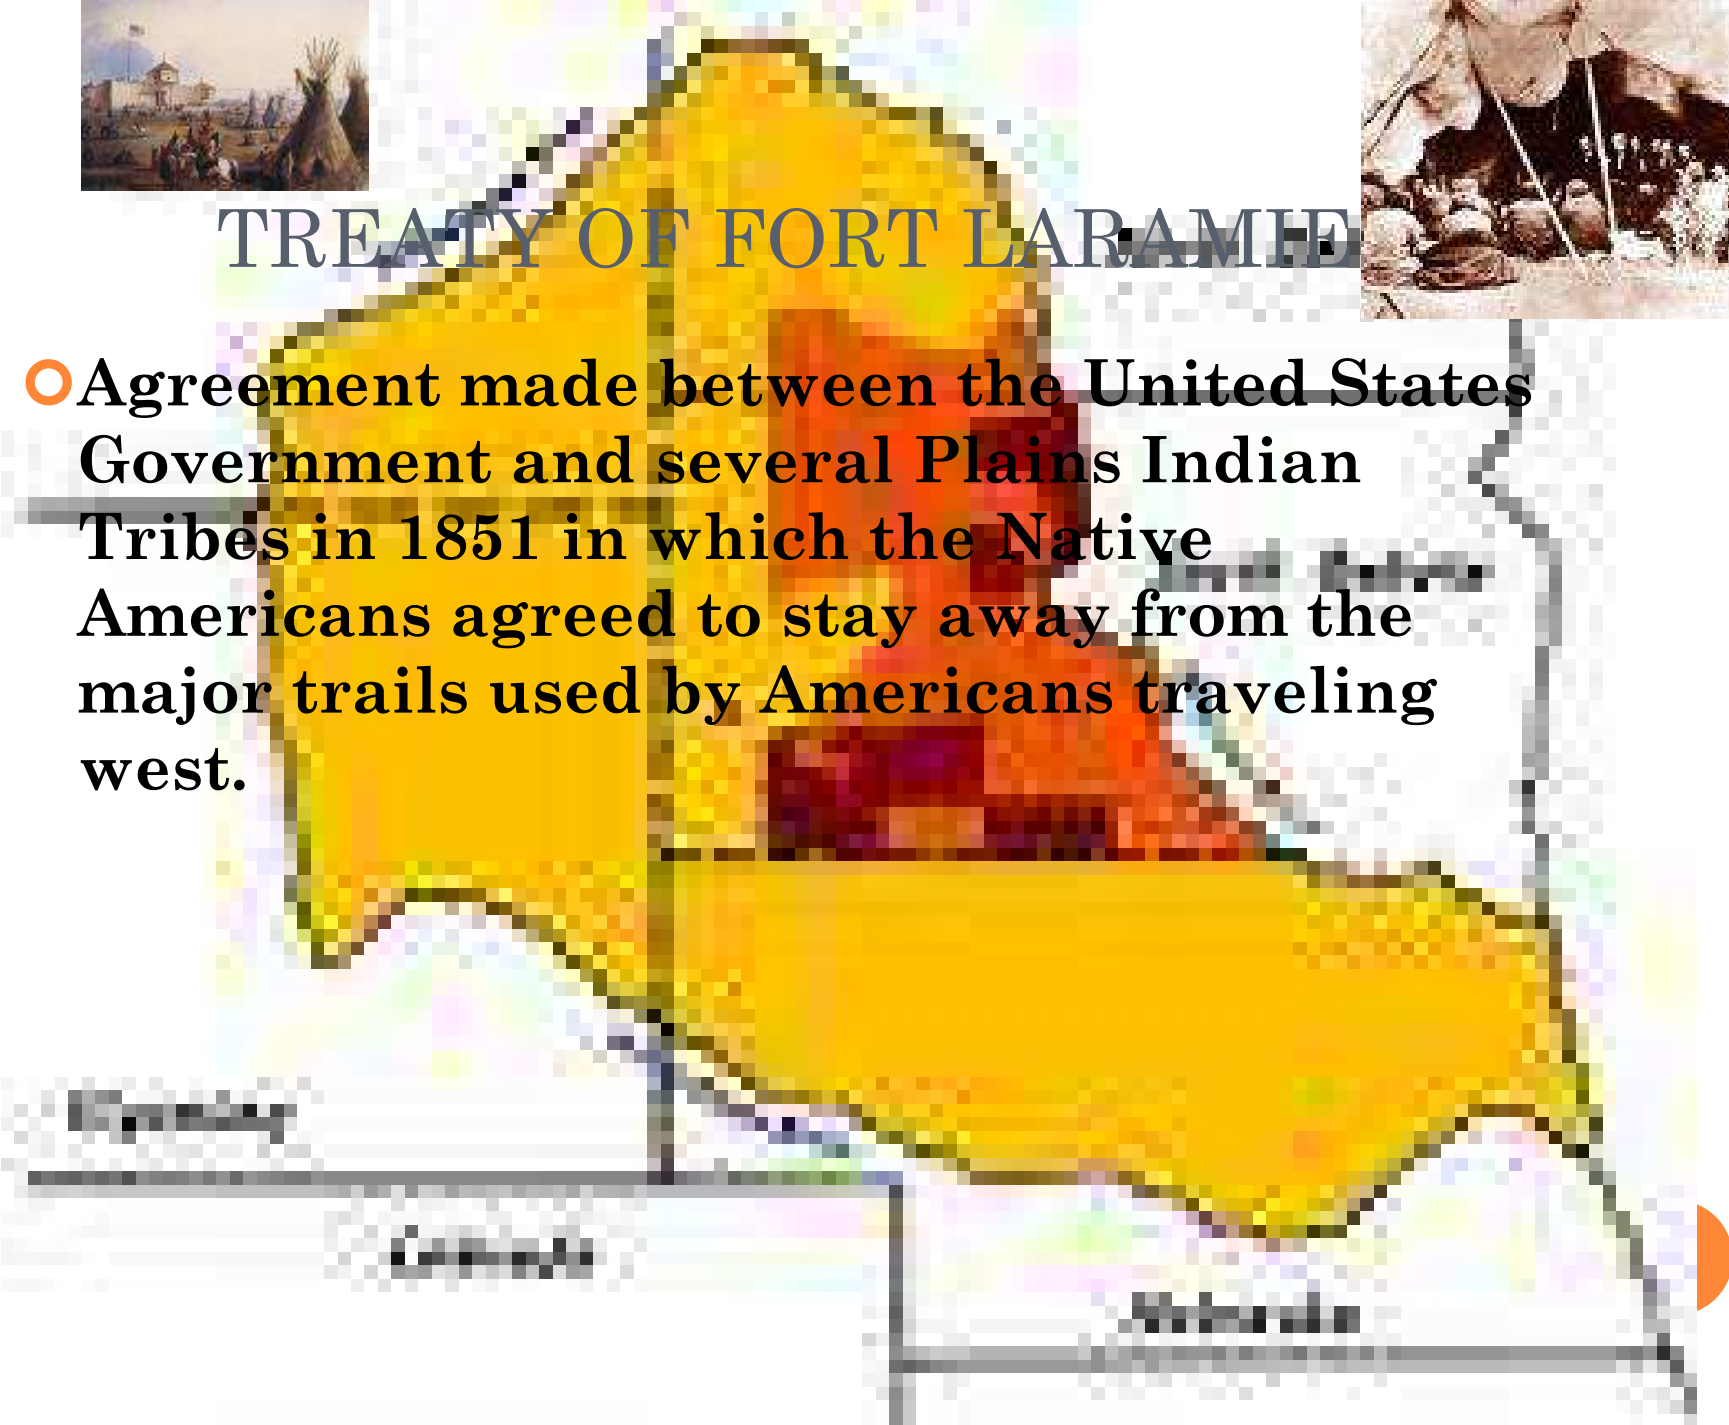 TREATY OF FORT LARAMIE
Agreement made between the United States
Government and several Plains Indian
Tribes in 1851 in which the Native
Americans agreed to stay away from the
major trails used by Americans traveling
west.
Wyoming
Nebraska